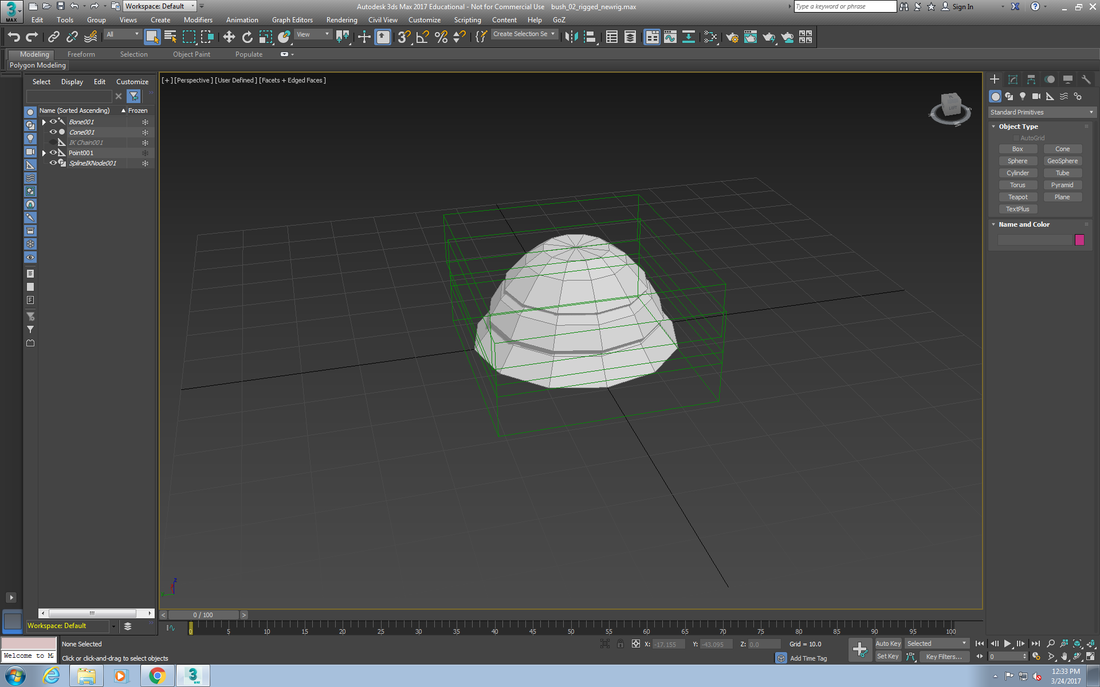 3
MAX
Workspace: Default
Autodesk 3ds Max 2017 Educational - Not for Commercial Use bush_02_rigged_newrig.max
Type a keyword or phrase
Sign In
Tools Group Views Create Modifiers Animation Graph Editors Rendering Civil View Customize Scripting Content Help GoZ
All
View
Create Selection Se
Modeling Freeform Selection Object Paint Populate
Polygon Modeling
Select Display Edit Customize
Name (Sorted Ascending) Frozen
Bone001
Cone001
IK Chain001
Point001
SplineIKNode001
[+] [Perspective] [User Defined] [Facets + Edged Faces]
Standard Primitives
Object Type
AutoGrid
Box Cone
Sphere GeoSphere
Cylinder Tube
Torus Pyramid
Teapot Plane
TextPlus
Name and Color
0 / 100
Workspace: Default
0 5 10 15 20 25 30 35 40 45 50 55 60 65 70 75 80 85 90 95 100
None Selected
X: -17.155 Y: -43.095 Z: 0.0 Grid = 10.0
Auto Key Selected
Welcome to M
Click or click-and-drag to select objects
Add Time Tag
Set Key Key Filters...
0
12:33 PM
3/24/2017